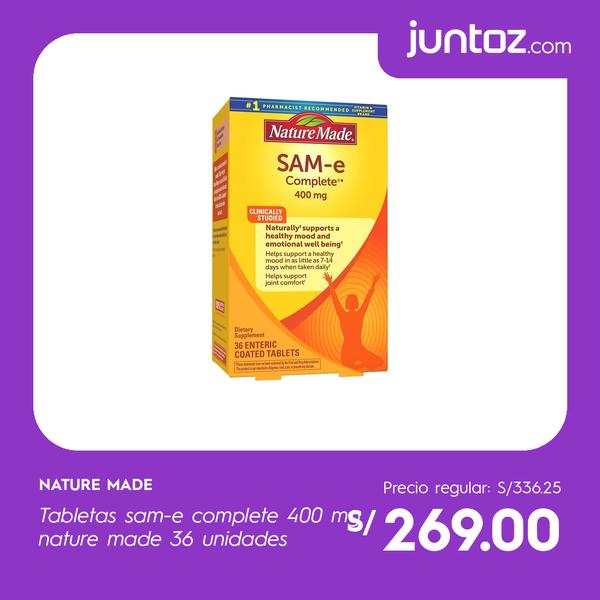 juntoz.com
#1 PHARMACIST RECOMMENDED VITAMIN & SUPPLEMENT BRAND
Nature Made®
SAM-e
Complete®*
400 mg
CLINICALLY
STUDIED
Naturally† supports a
healthy mood and
emotional well being†
Helps support a healthy
mood in as little as 7-14
days when taken daily†
Helps support
joint comfort†
Dietary
Supplement
36 ENTERIC
COATED TABLETS
NATURE MADE
Precio regular: S/336.25
Tabletas sam-e complete 400 mg
nature made 36 unidades
S/ 269.00